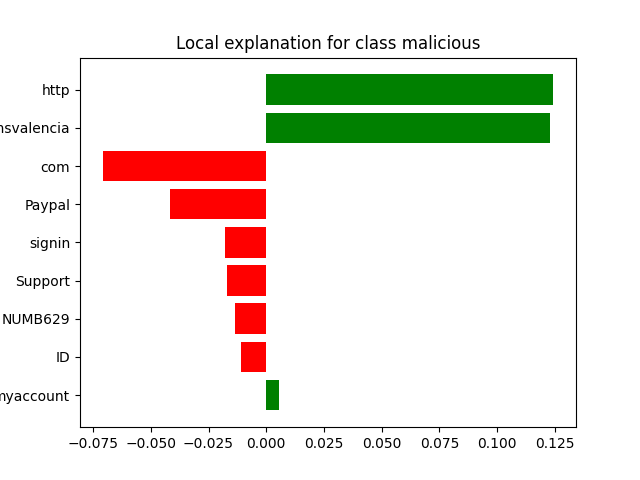 Local explanation for class malicious
http
nsvalencia
com
Paypal
signin
Support
NUMB629
ID
myaccount
−0.075 −0.050 −0.025 0.000 0.025 0.050 0.075 0.100 0.125